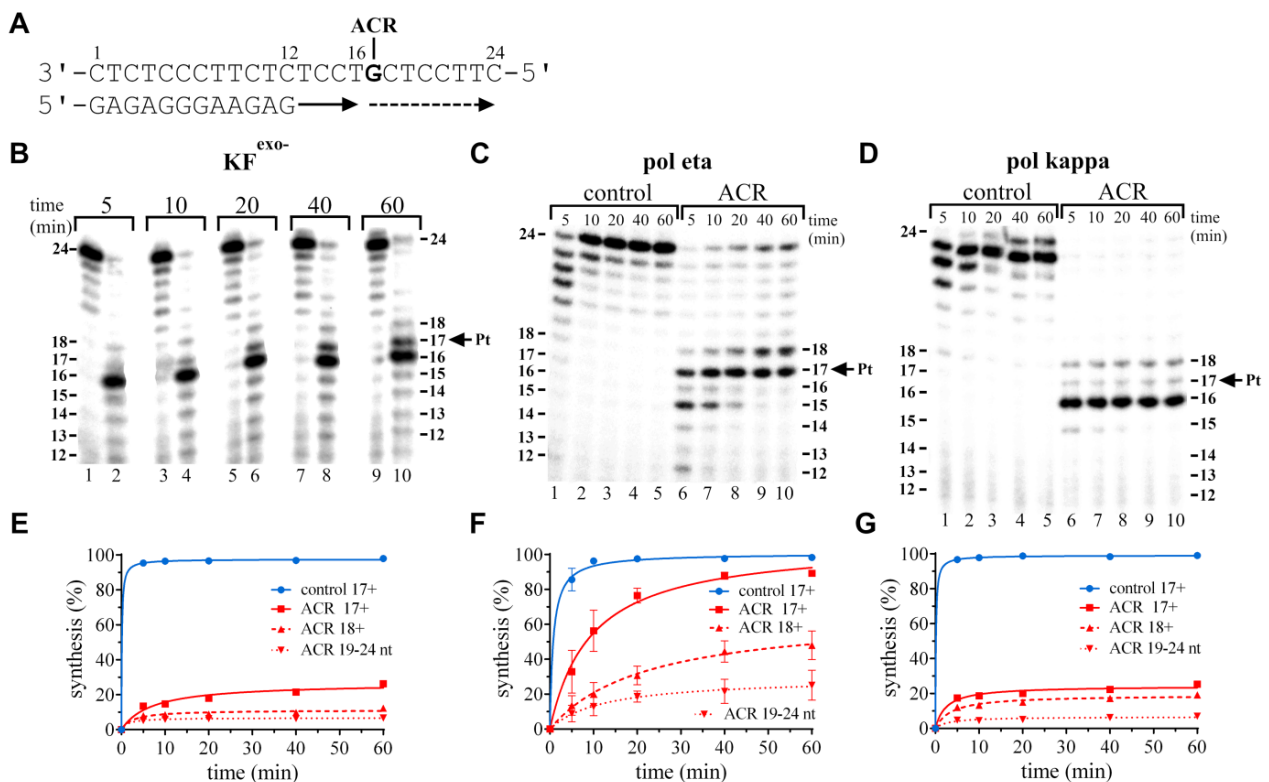 A
ACR
1 12 16 24
3'-CTCTCCCTTCTCTCCTGCTCCTTC-5'
5'-GAGAGGGAAGAG
B
KF^exo-
time (min)
5 10 20 40 60
24
18
17
16
15
14
13
12
24
18
17 Pt
16
15
14
13
12
1 2 3 4 5 6 7 8 9 10
C
pol eta
control ACR
5 10 20 40 60 5 10 20 40 60 time (min)
24
18
17
16
15
14
13
12
18
17 Pt
16
15
14
13
12
1 2 3 4 5 6 7 8 9 10
D
pol kappa
control ACR
5 10 20 40 60 5 10 20 40 60 time (min)
24
18
17
16
15
14
13
12
18
17 Pt
16
15
14
13
12
1 2 3 4 5 6 7 8 9 10
E
synthesis (%)
100
80
60
40
20
0
control 17+
ACR 17+
ACR 18+
ACR 19-24 nt
0 10 20 30 40 50 60
time (min)
F
synthesis (%)
100
80
60
40
20
0
control 17+
ACR 17+
ACR 18+
ACR 19-24 nt
0 10 20 30 40 50 60
time (min)
G
synthesis (%)
100
80
60
40
20
0
control 17+
ACR 17+
ACR 18+
ACR 19-24 nt
0 10 20 30 40 50 60
time (min)